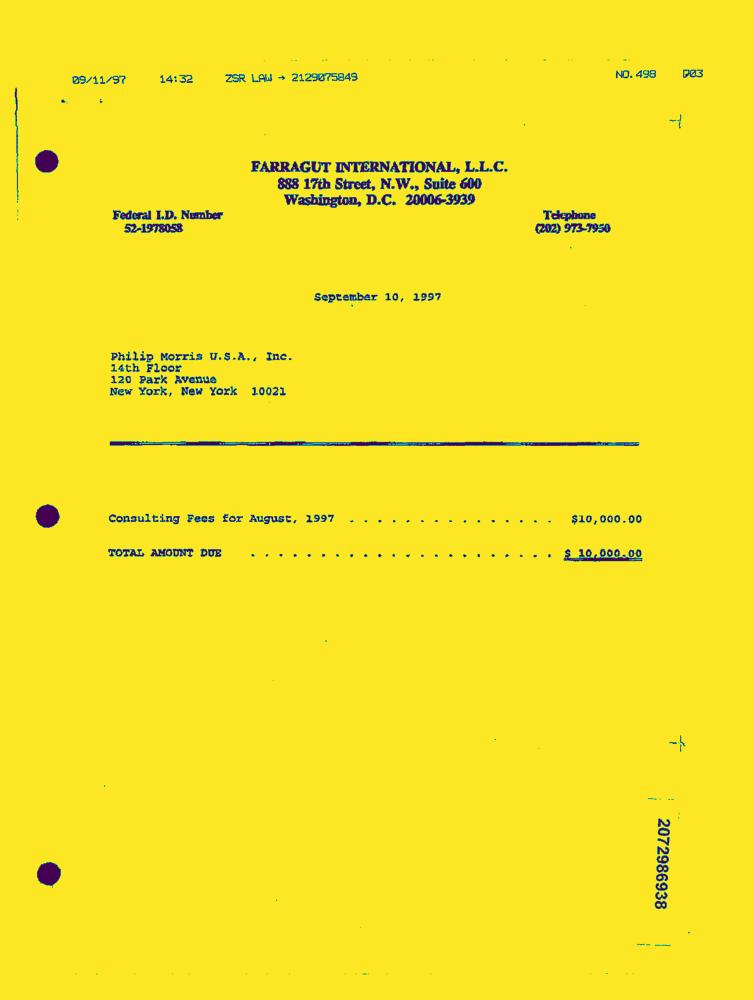 09/11/97 14:32 ZSR LAW → 2129075849 NO.498 P03
FARRAGUT INTERNATIONAL, L.L.C.
888 17th Street, N.W., Suite 600
Washington, D.C. 20006-3939
Federal I.D. Number Telephone
52-1978058 (202) 973-7950
September 10, 1997
Philip Morris U.S.A., Inc.
14th Floor
120 Park Avenue
New York, New York 10021
Consulting Fees for August, 1997 . . . . . . . . . . . . . . . $10,000.00
TOTAL AMOUNT DUE . . . . . . . . . . . . . . . . . . . . . . $ 10,000.00
2072986938